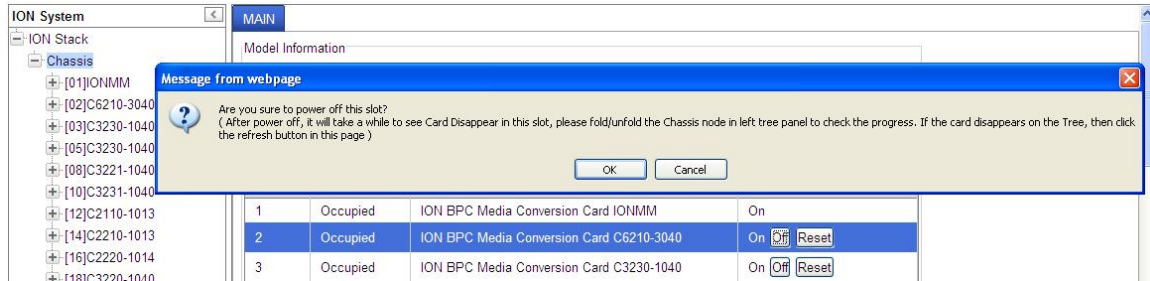 ION System
MAIN
ION Stack
Chassis
Model Information
[01]IONMM
[02]C6210-3040
[03]C3230-1040
[05]C3230-1040
[08]C3221-1040
[10]C3231-1040
[12]C2110-1013
[14]C2210-1013
[16]C2220-1014
[18]C3220-1040
Message from webpage
Are you sure to power off this slot?
( After power off, it will take a while to see Card Disappear in this slot, please fold/unfold the Chassis node in left tree panel to check the progress. If the card disappears on the Tree, then click
the refresh button in this page )
OK Cancel
1 Occupied ION BPC Media Conversion Card IONMM On
2 Occupied ION BPC Media Conversion Card C6210-3040 On Off Reset
3 Occupied ION BPC Media Conversion Card C3230-1040 On Off Reset